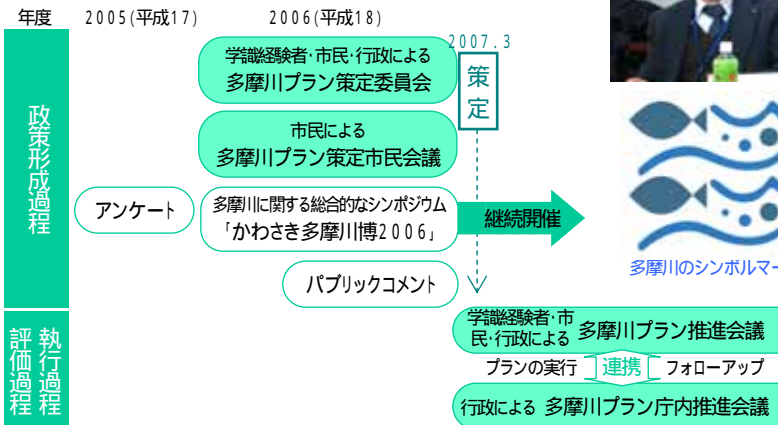 年度 2005(平成17) 2006(平成18)
2007.3
策定
政策形成過程
学識経験者・市民・行政による
多摩川プラン策定委員会
市民による
多摩川プラン策定市民会議
アンケート
多摩川に関する総合的なシンポジウム
「かわさき多摩川博2006」
継続開催
パブリックコメント
多摩川のシンボルマー
執行過程
評価過程
学識経験者・市
民・行政による 多摩川プラン推進会議
プランの実行 連携 フォローアップ
行政による 多摩川プラン庁内推進会議